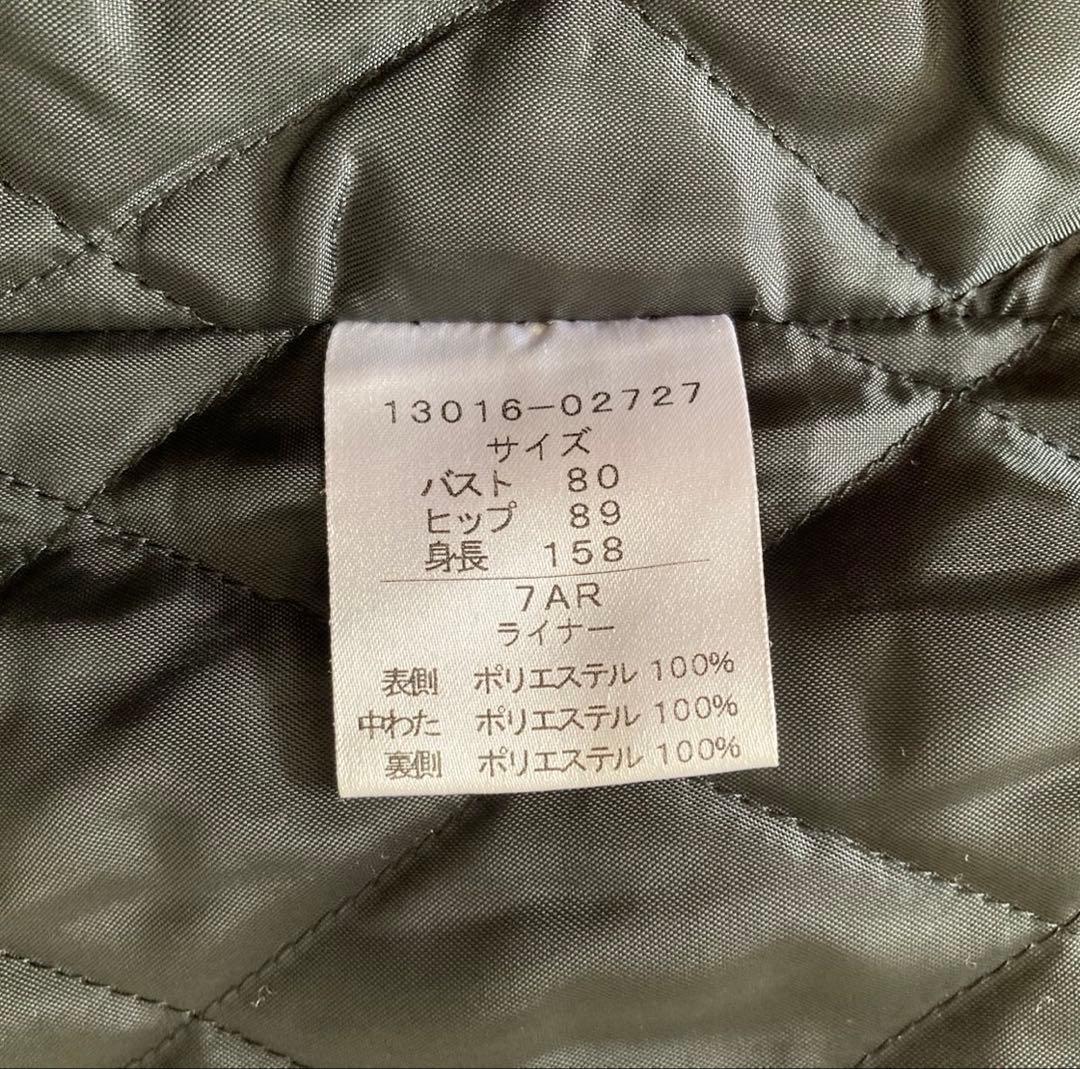 13016-02727
サイズ
バスト 80
ヒップ 89
身長 158
7AR
ライナー
表側 ポリエステル 100%
中わた ポリエステル 100%
裏側 ポリエステル 100%